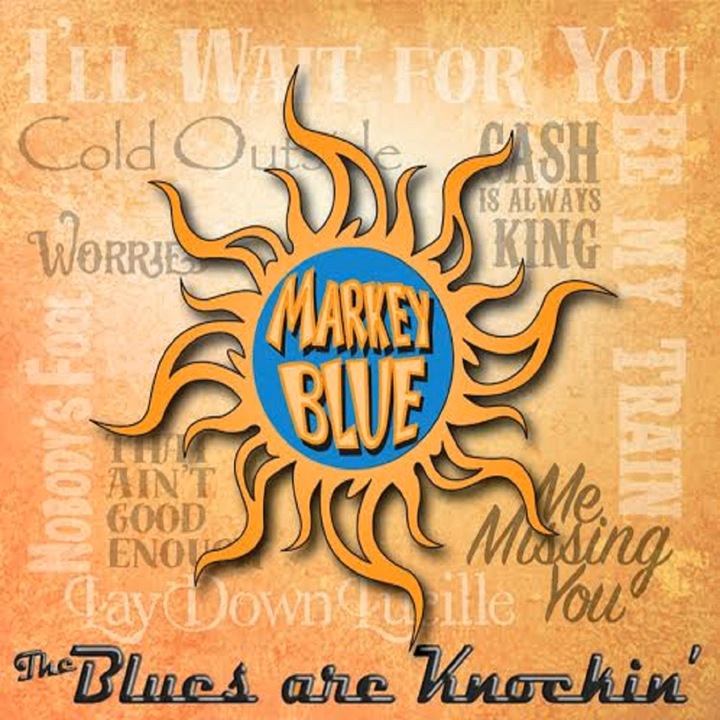 I'LL WAIT FOR YOU
Cold Outside
CASH
IS ALWAYS
KING
BE MY TRAIN
WORRIES
MARKEY
BLUE
NOBODY'S FOOL
THAT
AIN'T
GOOD
ENOUGH
Me
Missing
You
Lay Down Lucille
The Blues are Knockin'